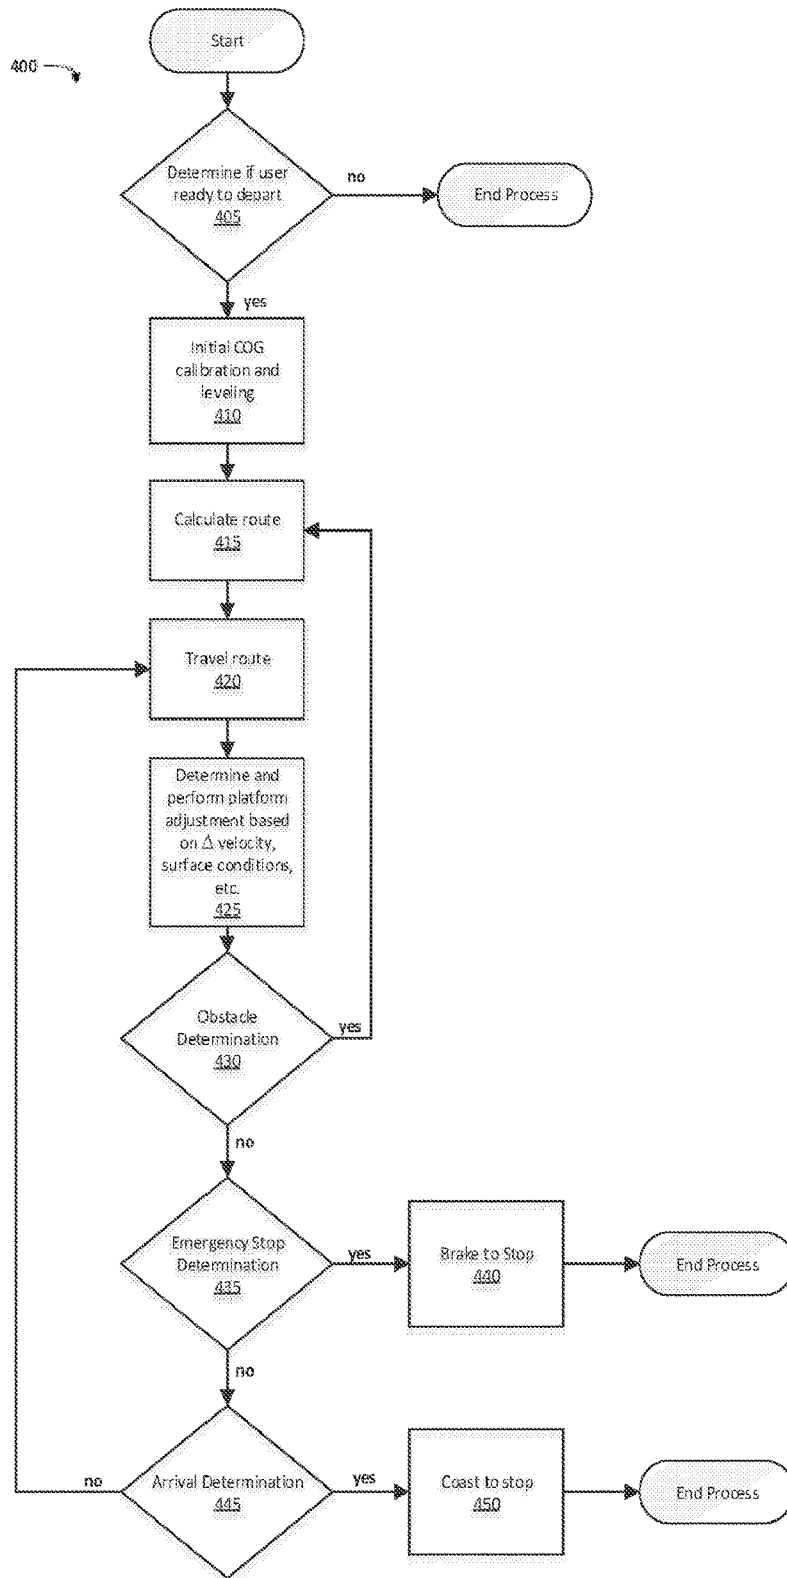 Start
400
Determine if user
ready to depart
405
no
End Process
yes
Initial COG
calibration and
leveling
410
Calculate route
415
Travel route
420
Determine and
perform platform
adjustment based
on Δ velocity,
surface conditions,
etc.
425
Obstacle
Determination
430
yes
no
Emergency Stop
Determination
435
yes
Brake to Stop
440
End Process
no
Arrival Determination
445
no
yes
Coast to stop
450
End Process